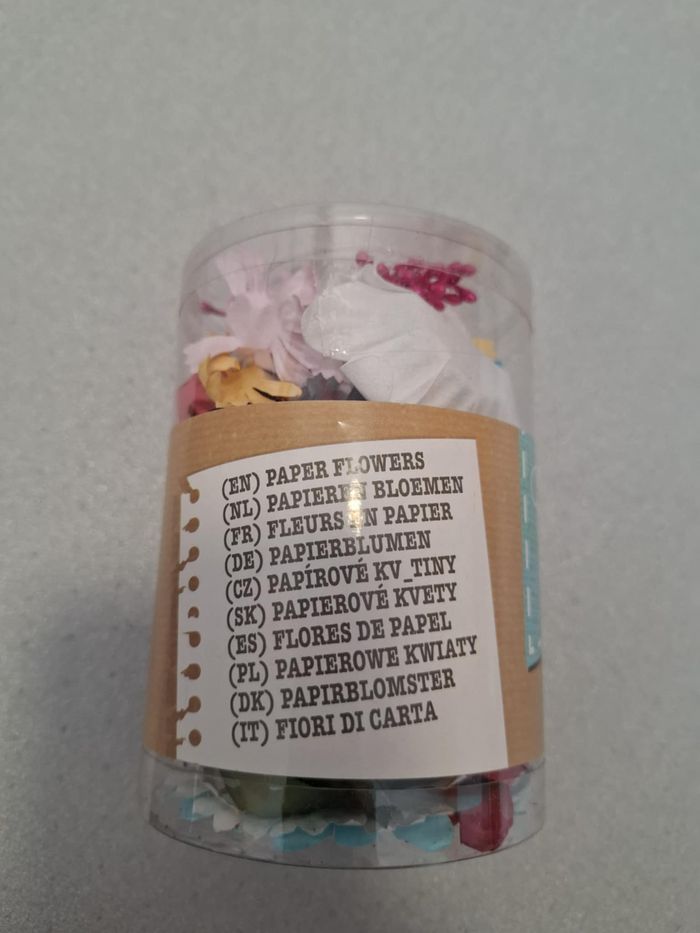 (EN) PAPER FLOWERS
(NL) PAPIEREN BLOEMEN
(FR) FLEURS EN PAPIER
(DE) PAPIERBLUMEN
(CZ) PAPÍROVÉ KV_TINY
(SK) PAPIEROVÉ KVETY
(ES) FLORES DE PAPEL
(PL) PAPIEROWE KWIATY
(DK) PAPIRBLOMSTER
(IT) FIORI DI CARTA